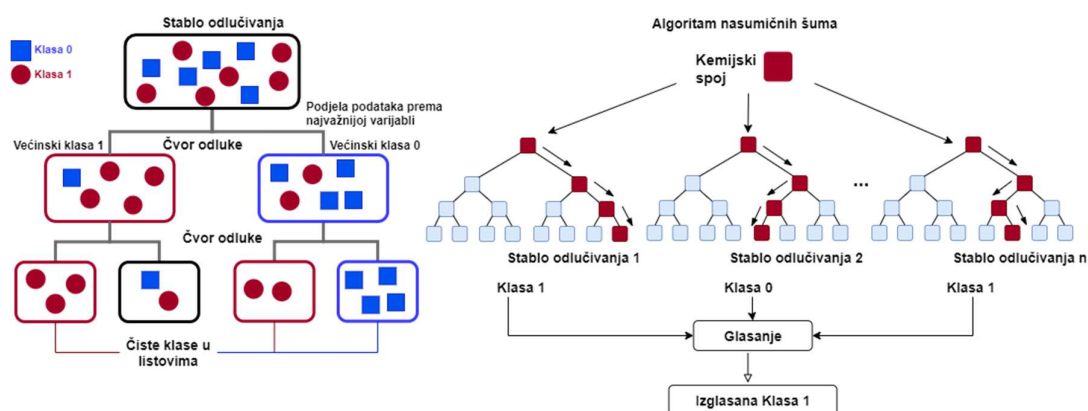 Stablo odlučivanja
Klasa 0
Klasa 1
Podjela podataka prema
najvažnijoj varijabli
Većinski klasa 1
Čvor odluke
Većinski klasa 0
Čvor odluke
Čiste klase u
listovima
Algoritam nasumičnih šuma
Kemijski
spoj
...
Stablo odlučivanja 1
Stablo odlučivanja 2
Stablo odlučivanja n
Klasa 1
Klasa 0
Klasa 1
Glasanje
Izglasana Klasa 1